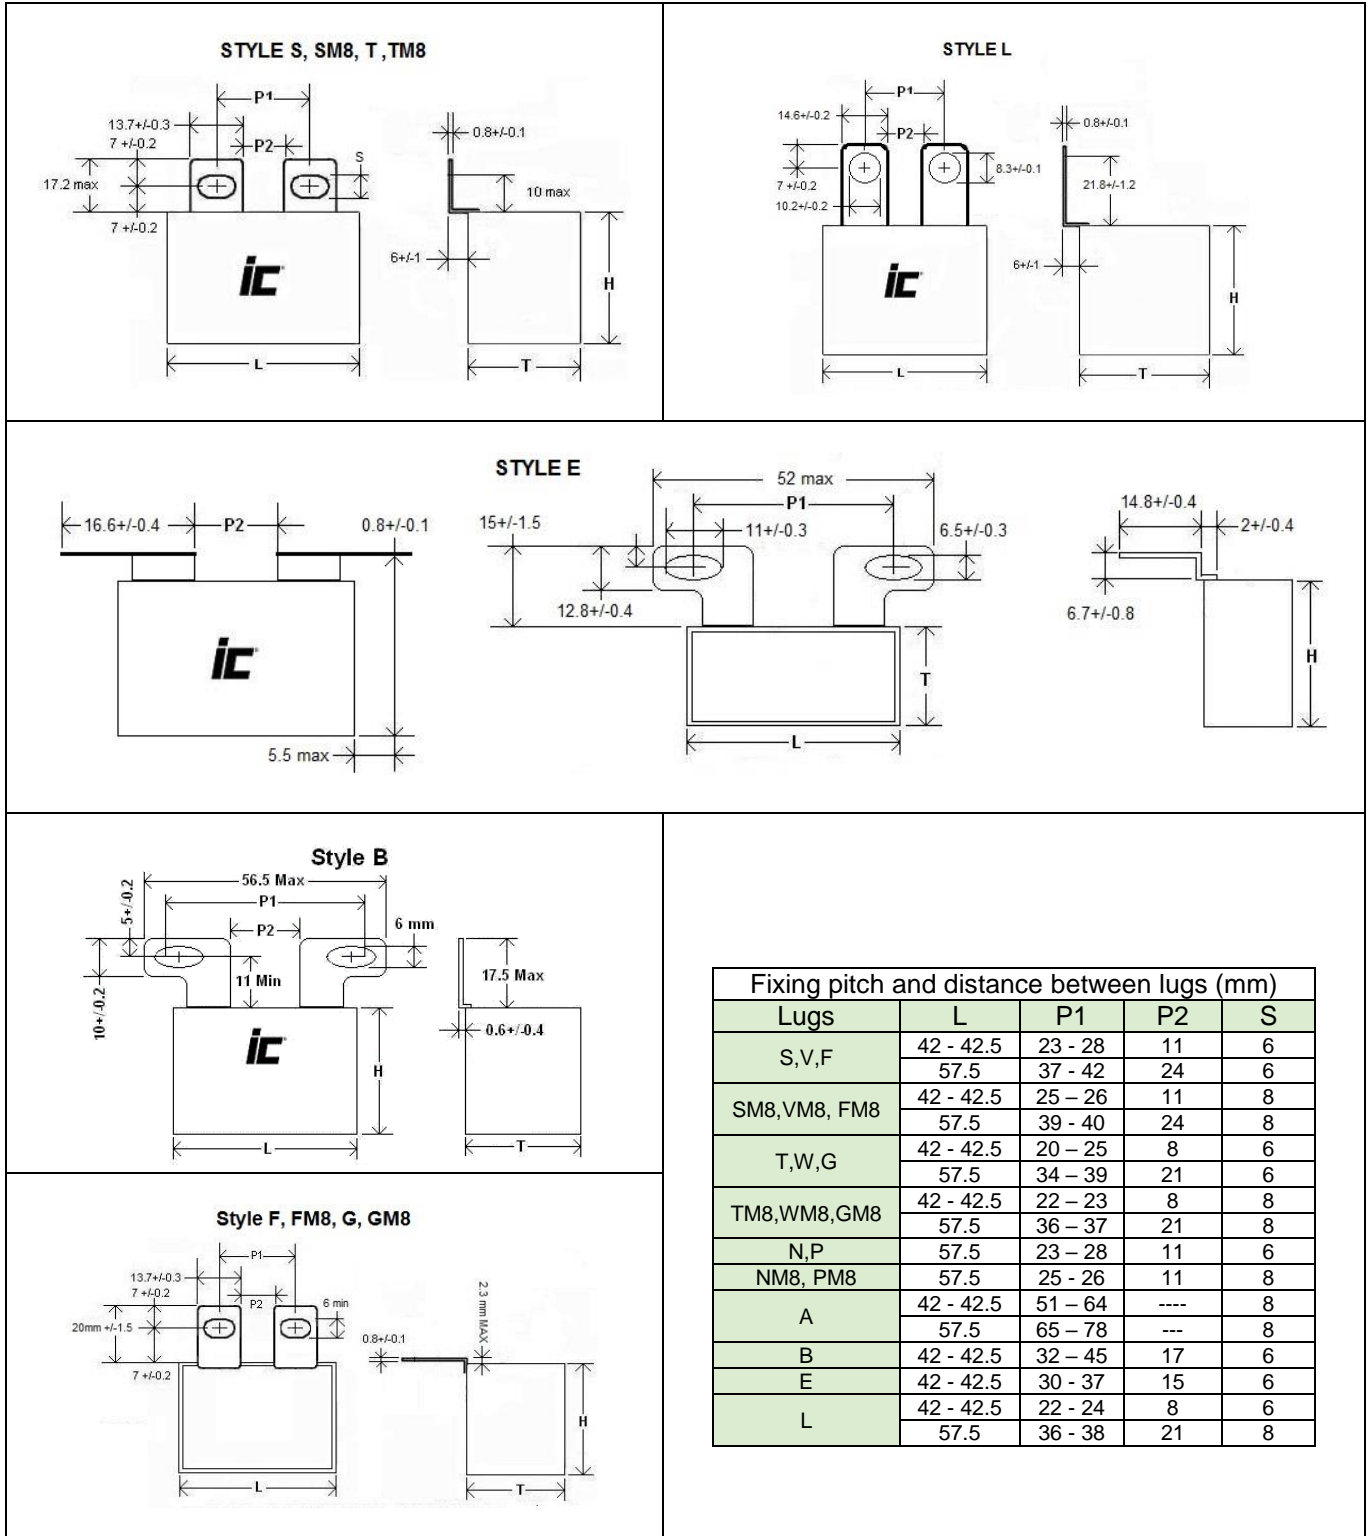 STYLE S, SM8, T ,TM8
P1
13.7+/-0.3
7 +/-0.2
P2
S
17.2 max
7 +/-0.2
0.8+/-0.1
10 max
6+/-1
ic
H
L
T
STYLE L
P1
14.6+/-0.2
P2
7 +/-0.2
10.2+/-0.2
8.3+/-0.1
0.8+/-0.1
21.8+/-1.2
6+/-1
ic
H
L
T
STYLE E
16.6+/-0.4
P2
0.8+/-0.1
ic
5.5 max
52 max
P1
15+/-1.5
11+/-0.3
6.5+/-0.3
12.8+/-0.4
T
L
14.8+/-0.4
2+/-0.4
6.7+/-0.8
H
Style B
56.5 Max
P1
5+/-0.2
P2
6 mm
11 Min
10+/-0.2
17.5 Max
0.6+/-0.4
ic
H
L
T
Style F, FM8, G, GM8
P1
13.7+/-0.3
7 +/-0.2
P2
6 min
20mm +/-1.5
7 +/-0.2
2.3 mm MAX
0.8+/-0.1
H
L
T
Fixing pitch and distance between lugs (mm)
Lugs L P1 P2 S
S,V,F 42 - 42.5 23 - 28 11 6
57.5 37 - 42 24 6
SM8,VM8, FM8 42 - 42.5 25 – 26 11 8
57.5 39 - 40 24 8
T,W,G 42 - 42.5 20 – 25 8 6
57.5 34 – 39 21 6
TM8,WM8,GM8 42 - 42.5 22 – 23 8 8
57.5 36 – 37 21 8
N,P 57.5 23 – 28 11 6
NM8, PM8 57.5 25 - 26 11 8
A 42 - 42.5 51 – 64 ---- 8
57.5 65 – 78 --- 8
B 42 - 42.5 32 – 45 17 6
E 42 - 42.5 30 - 37 15 6
L 42 - 42.5 22 - 24 8 6
57.5 36 - 38 21 8